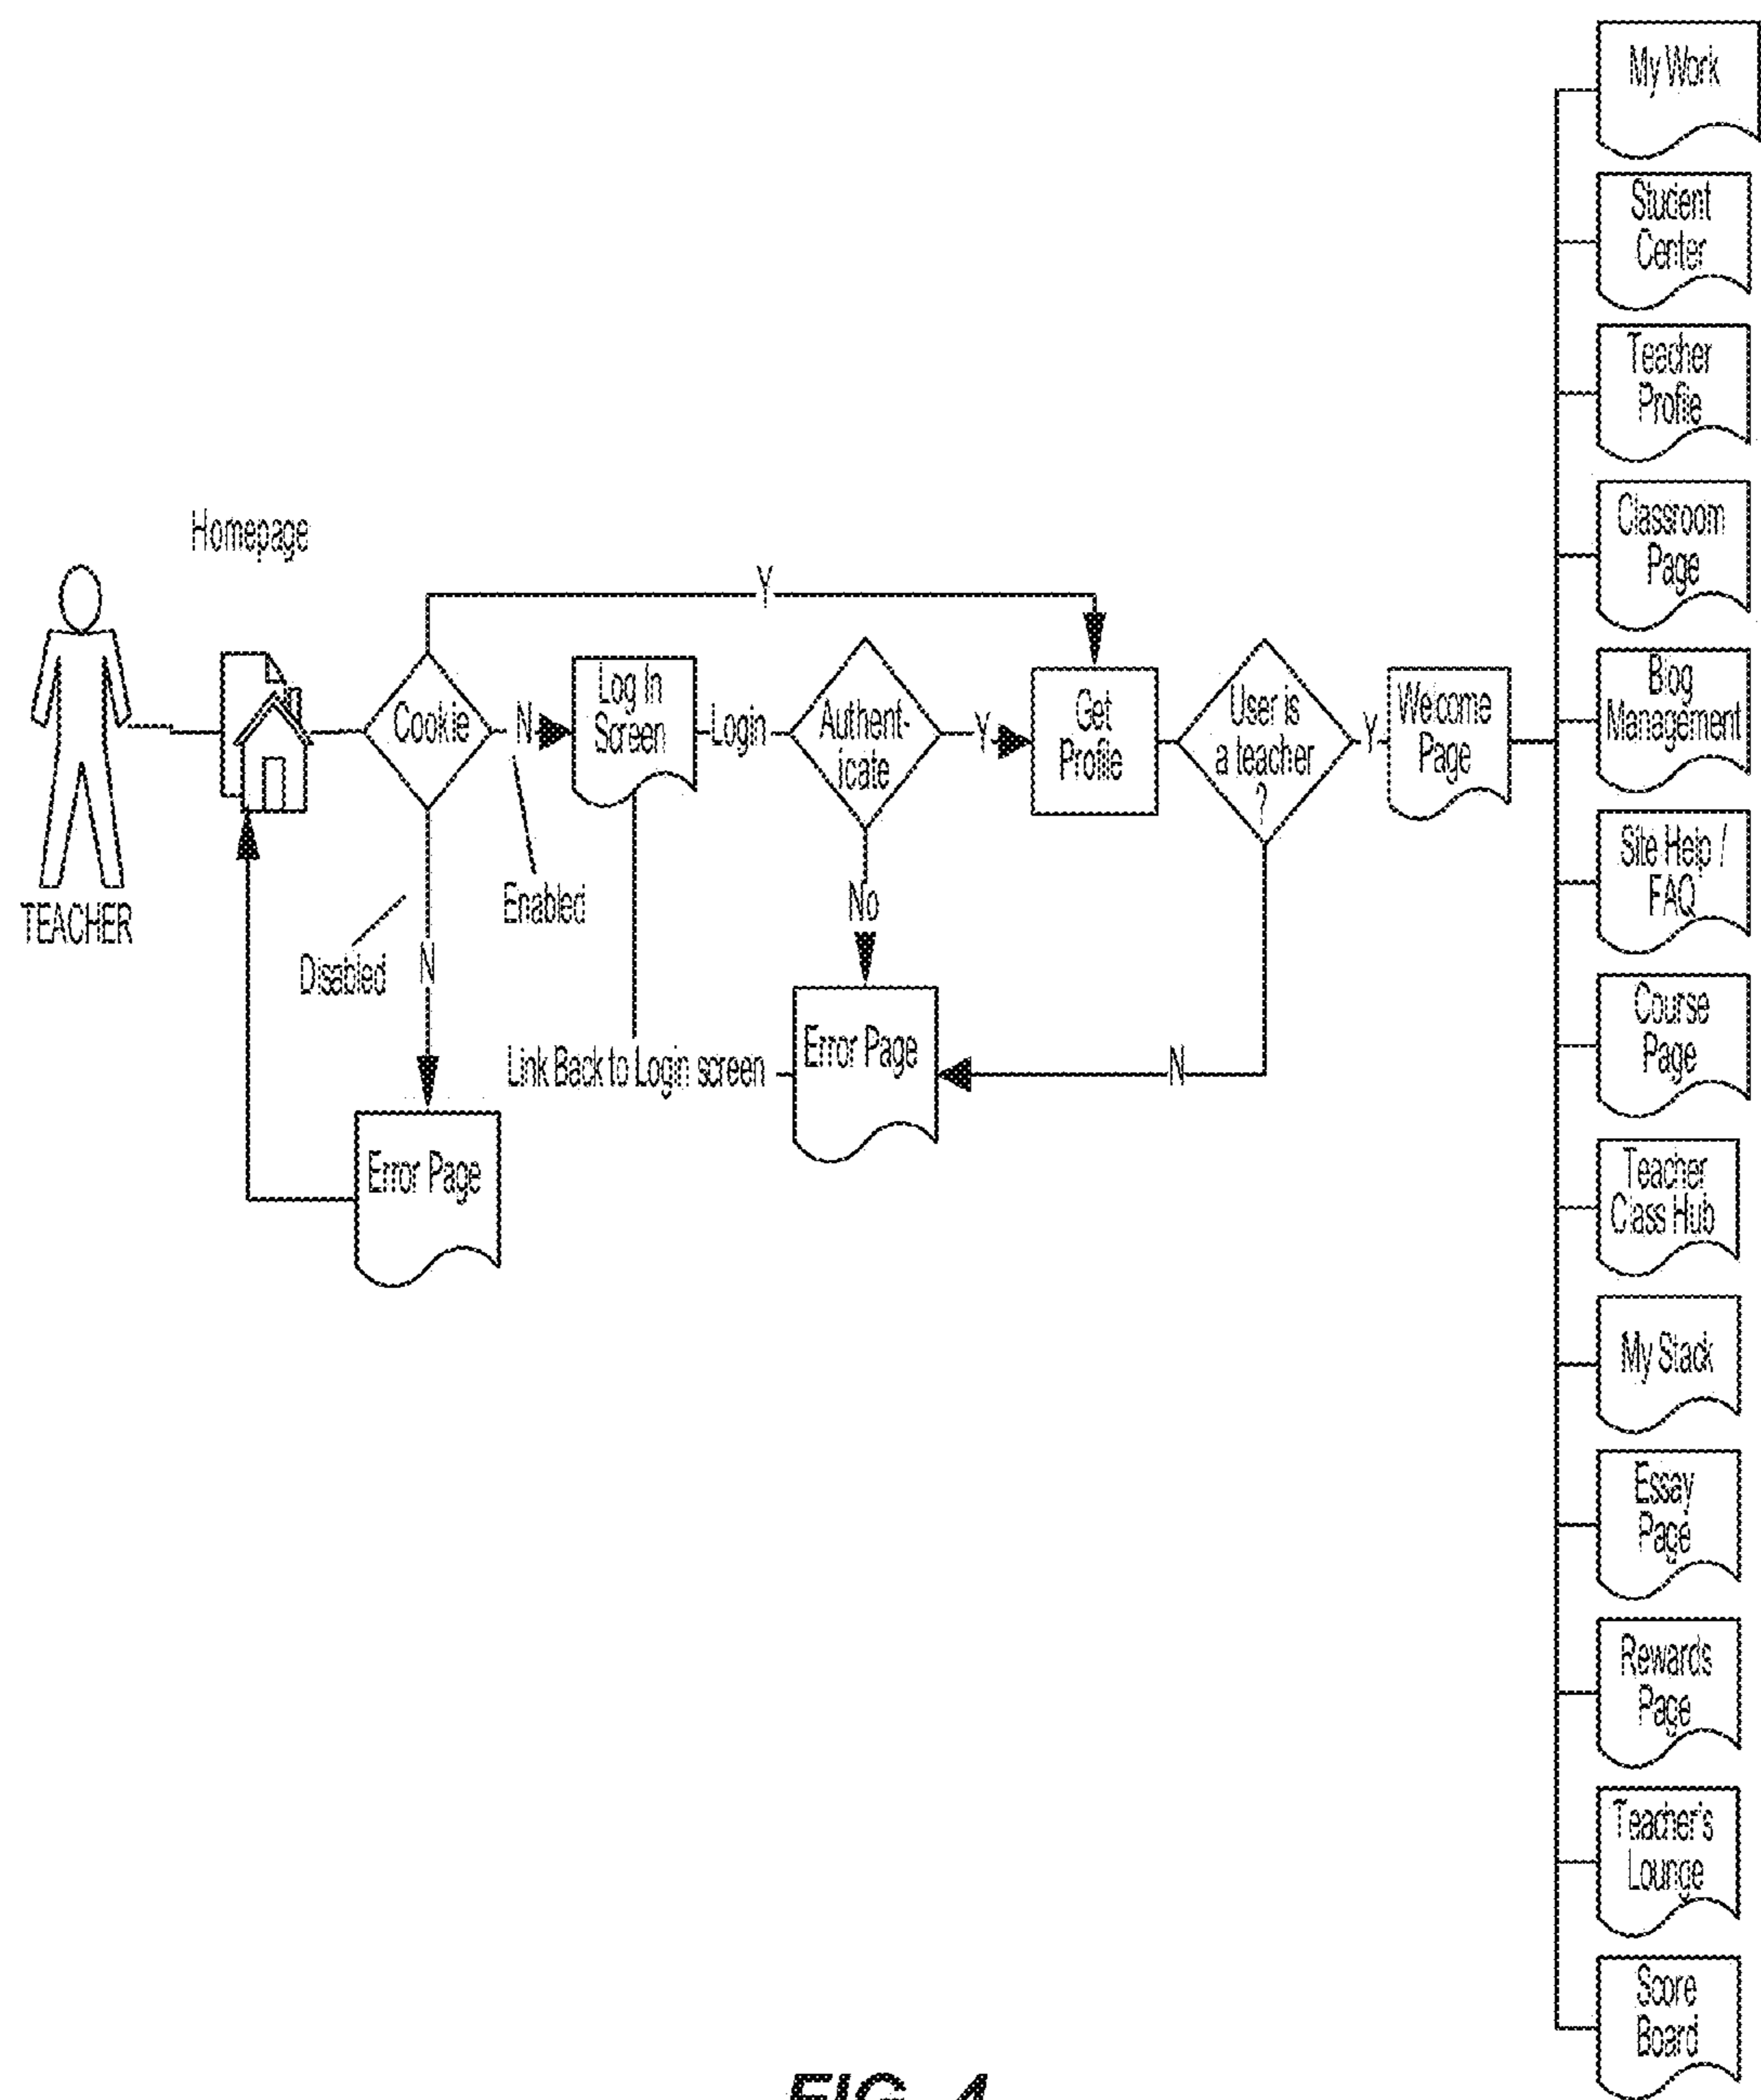 Homepage
TEACHER
Cookie
Y
N
Enabled
Disabled
N
Error Page
Log In
Screen
Login
Authent-
icate
Y
No
Error Page
Link Back to Login screen
Get
Profile
User is
a teacher
?
N
Y
Welcome
Page
My Work
Student
Center
Teacher
Profile
Classroom
Page
Blog
Management
Site Help /
FAQ
Course
Page
Teacher
Class Hub
My Stack
Essay
Page
Rewards
Page
Teacher's
Lounge
Score
Board
FIG. 4